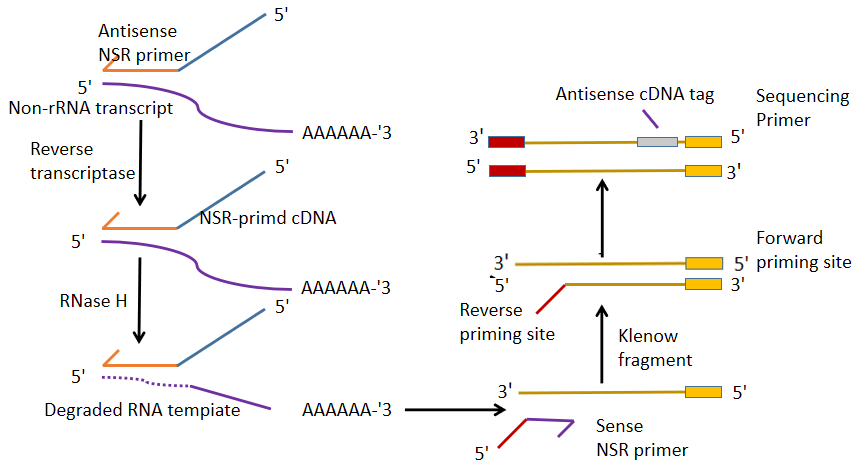 Antisense
NSR primer
5'
5'
Non-rRNA transcript
AAAAAA-'3
Reverse
transcriptase
5'
NSR-primd cDNA
5'
AAAAAA-'3
RNase H
5'
5'
Degraded RNA template
AAAAAA-'3
3'
5'
5'
Sense
NSR primer
Klenow
fragment
3'
5'
5'
3'
Reverse
priming site
Forward
priming site
Antisense cDNA tag
Sequencing
Primer
3'
5'
5'
3'